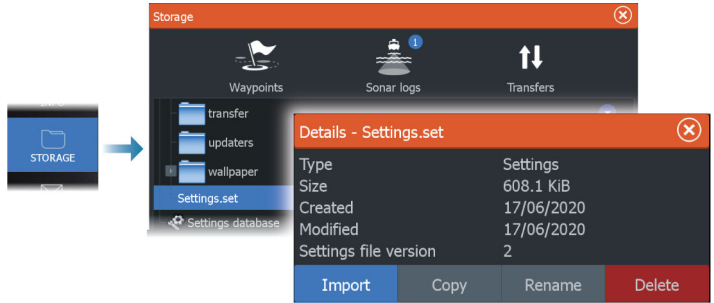 Storage
1
Waypoints
Sonar logs
Transfers
INFO
STORAGE
transfer
updaters
wallpaper
Settings.set
Settings database
Details - Settings.set
Type Settings
Size 608.1 KiB
Created 17/06/2020
Modified 17/06/2020
Settings file version 2
Import Copy Rename Delete